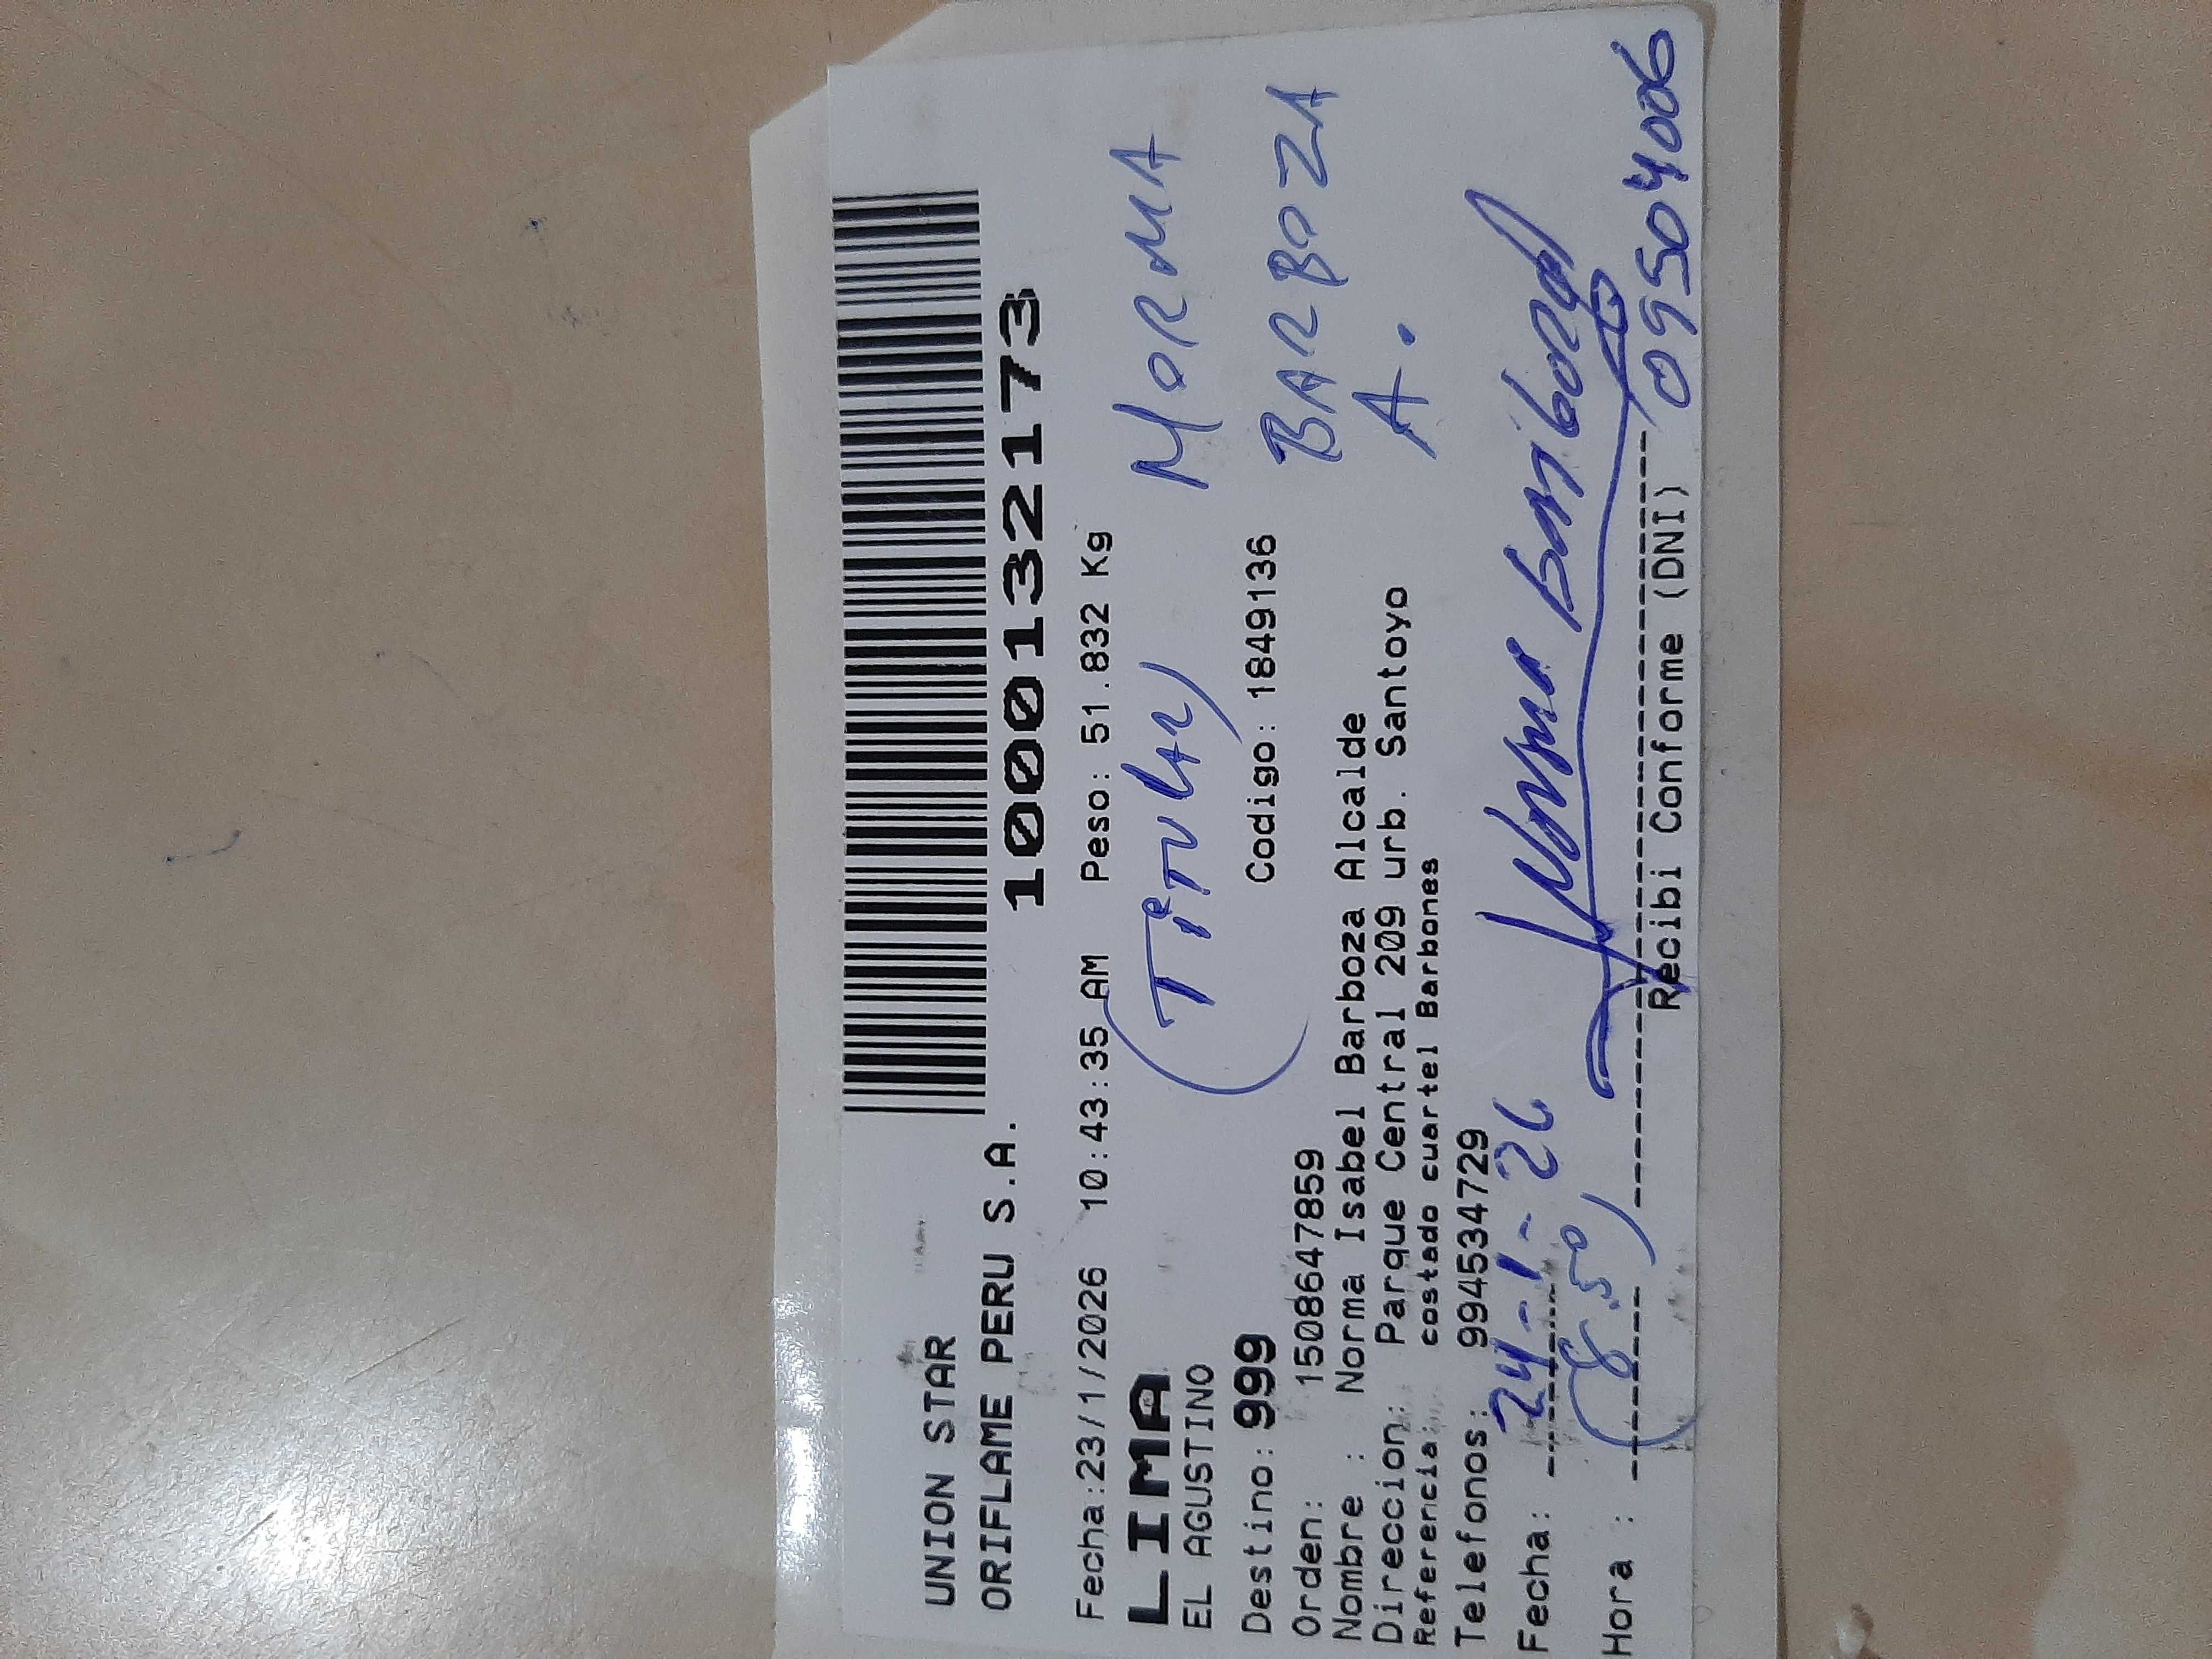 UNION STAR
ORIFLAME PERU S.A.
1000132173
Fecha:23/1/2026 10:43:35 AM Peso: 51.832 Kg
LIMA
EL AGUSTINO
(TiTULAR) NORMA
BARBOZA
A.
Destino: 999 Codigo: 1849136
Orden: 1508647859
Nombre : Norma Isabel Barboza Alcalde
Direccion: Parque Central 209 urb. Santoyo
Referencia: costado cuartel Barbones
Telefonos: 994534729
Fecha: 24-1-26
Hora : (8:50)
Norma Barboza
Recibi Conforme (DNI) 09504006